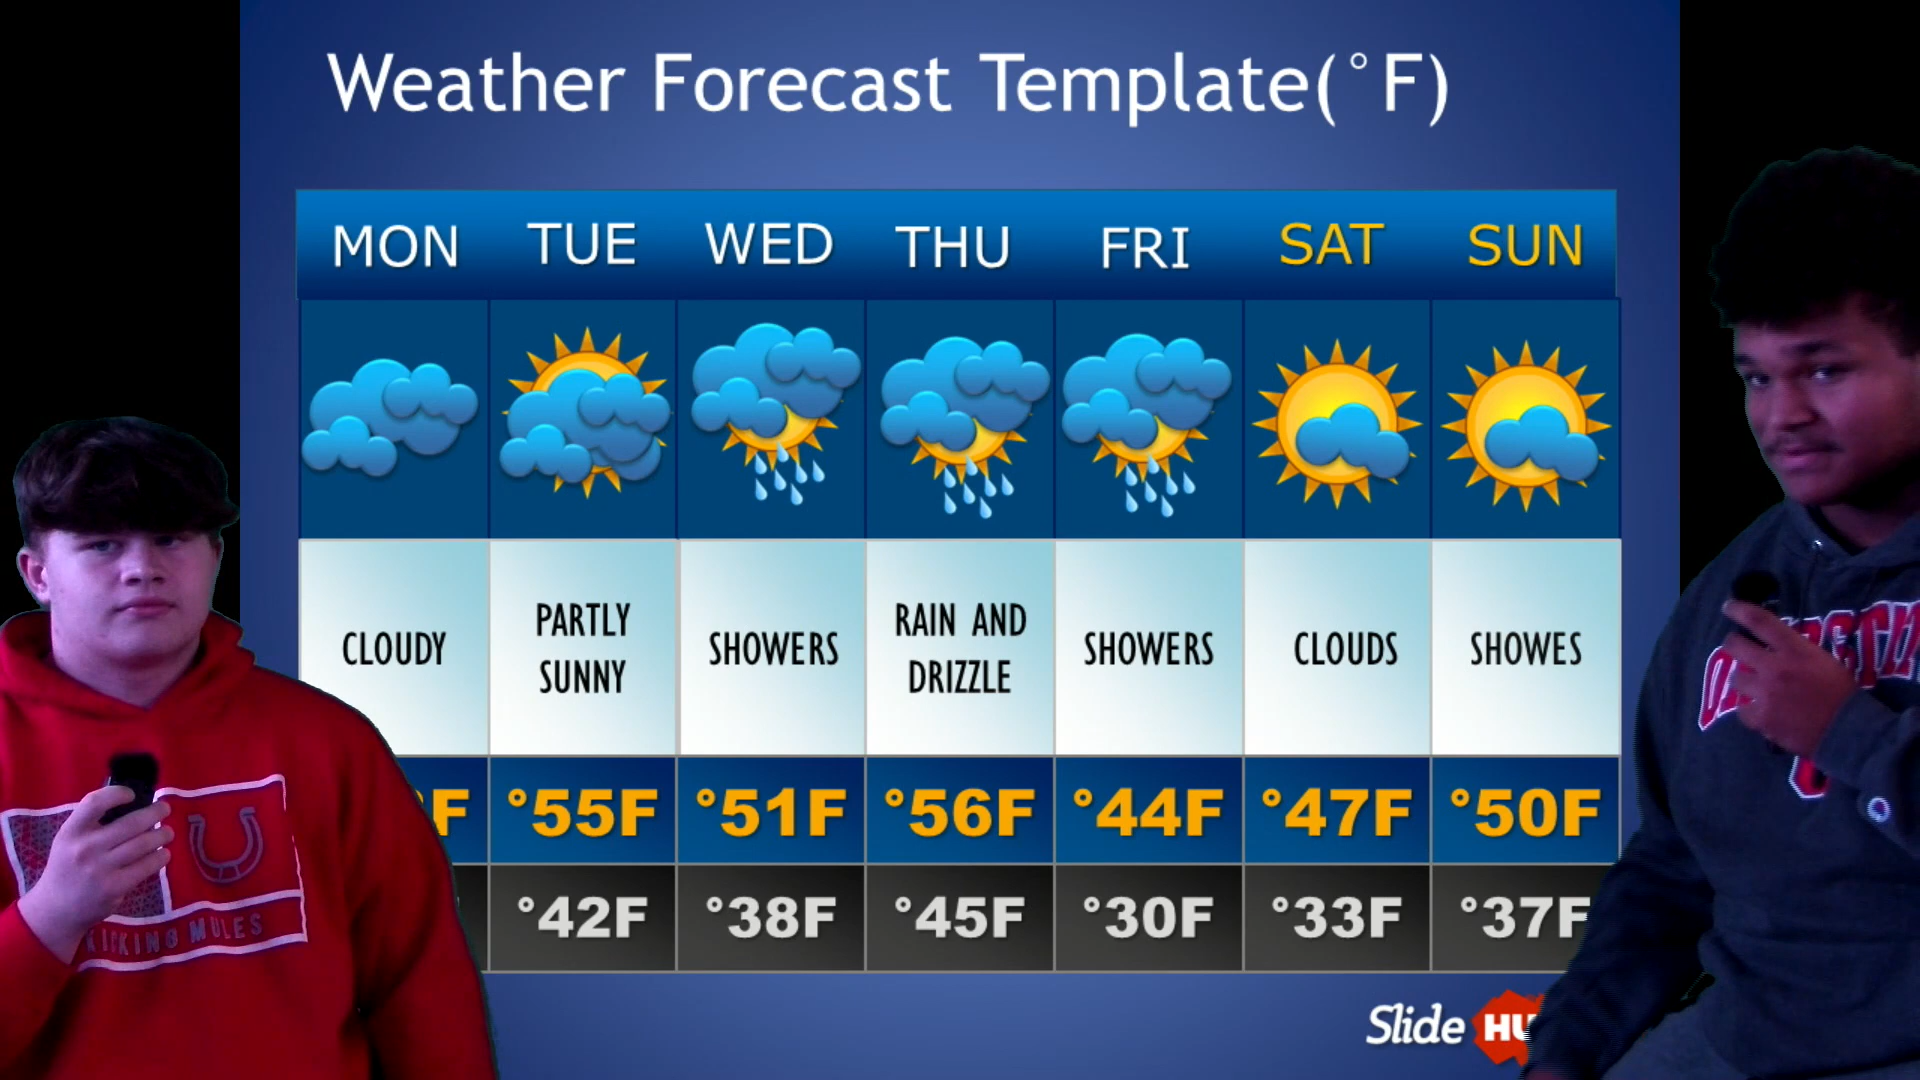 Weather Forecast Template(°F)
MON TUE WED THU FRI SAT SUN
CLOUDY
PARTLY
SUNNY
SHOWERS
RAIN AND
DRIZZLE
SHOWERS
CLOUDS
SHOWES
°55F °51F °56F °44F °47F °50F
°42F °38F °45F °30F °33F °37F
KICKING MULES
Slide